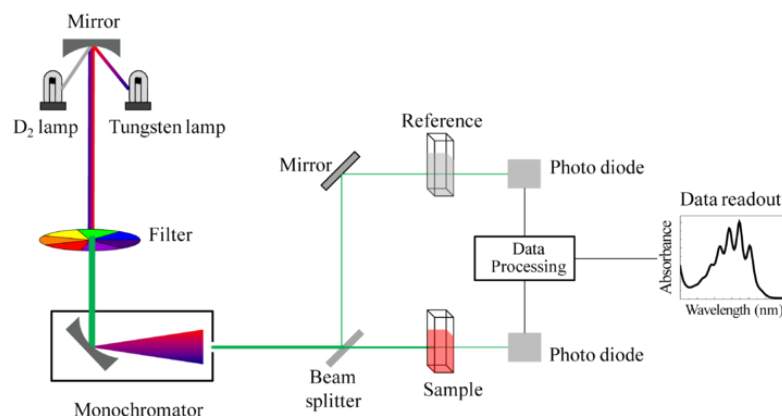 Mirror
D2 lamp
Tungsten lamp
Filter
Monochromator
Mirror
Reference
Photo diode
Data
Processing
Beam
splitter
Sample
Photo diode
Data readout
Absorbance
Wavelength (nm)